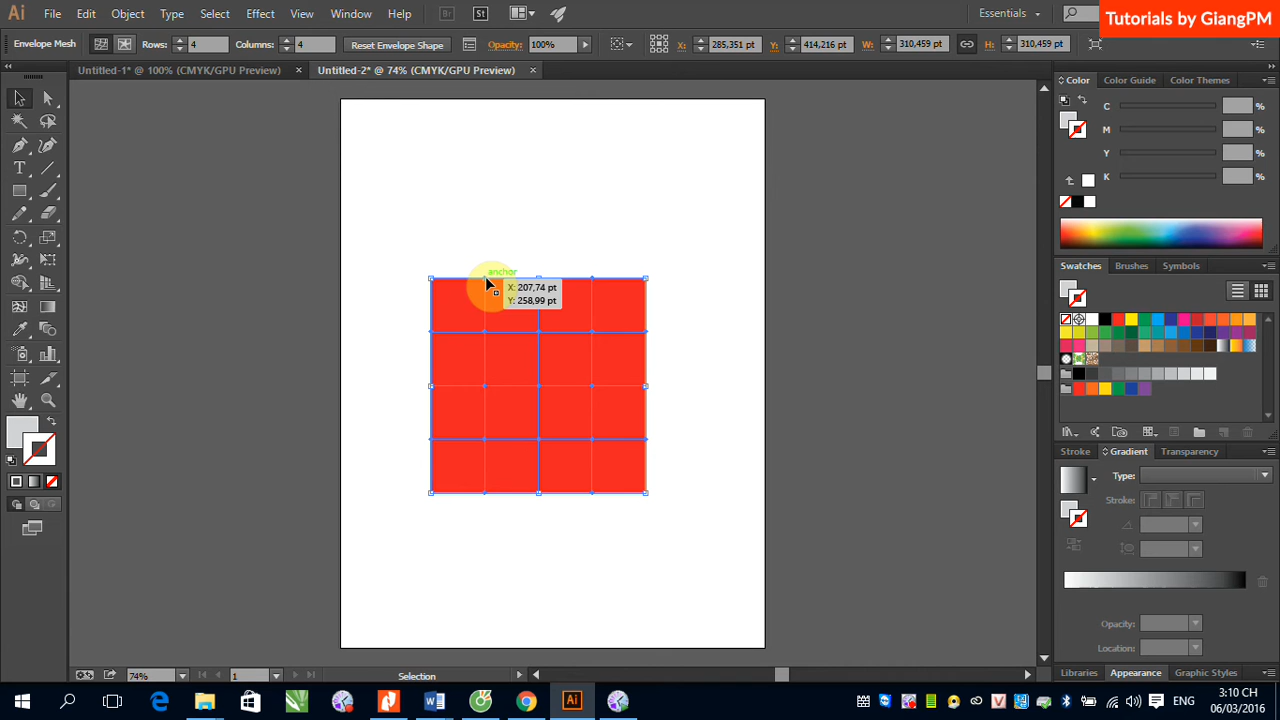 Ai File Edit Object Type Select Effect View Window Help Br St Essentials
Tutorials by GiangPM
Envelope Mesh Rows: 4 Columns: 4 Reset Envelope Shape Opacity: 100% X: 285,351 pt Y: 414,216 pt W: 310,459 pt H: 310,459 pt
Untitled-1* @ 100% (CMYK/GPU Preview) × Untitled-2* @ 74% (CMYK/GPU Preview) ×
Color Color Guide Color Themes
C %
M %
Y %
K %
Swatches Brushes Symbols
anchor
X: 207,74 pt
Y: 258,99 pt
Stroke Gradient Transparency
Type:
Stroke:
Opacity:
Location:
74% 1 Selection
Libraries Appearance Graphic Styles
ENG
3:10 CH
06/03/2016